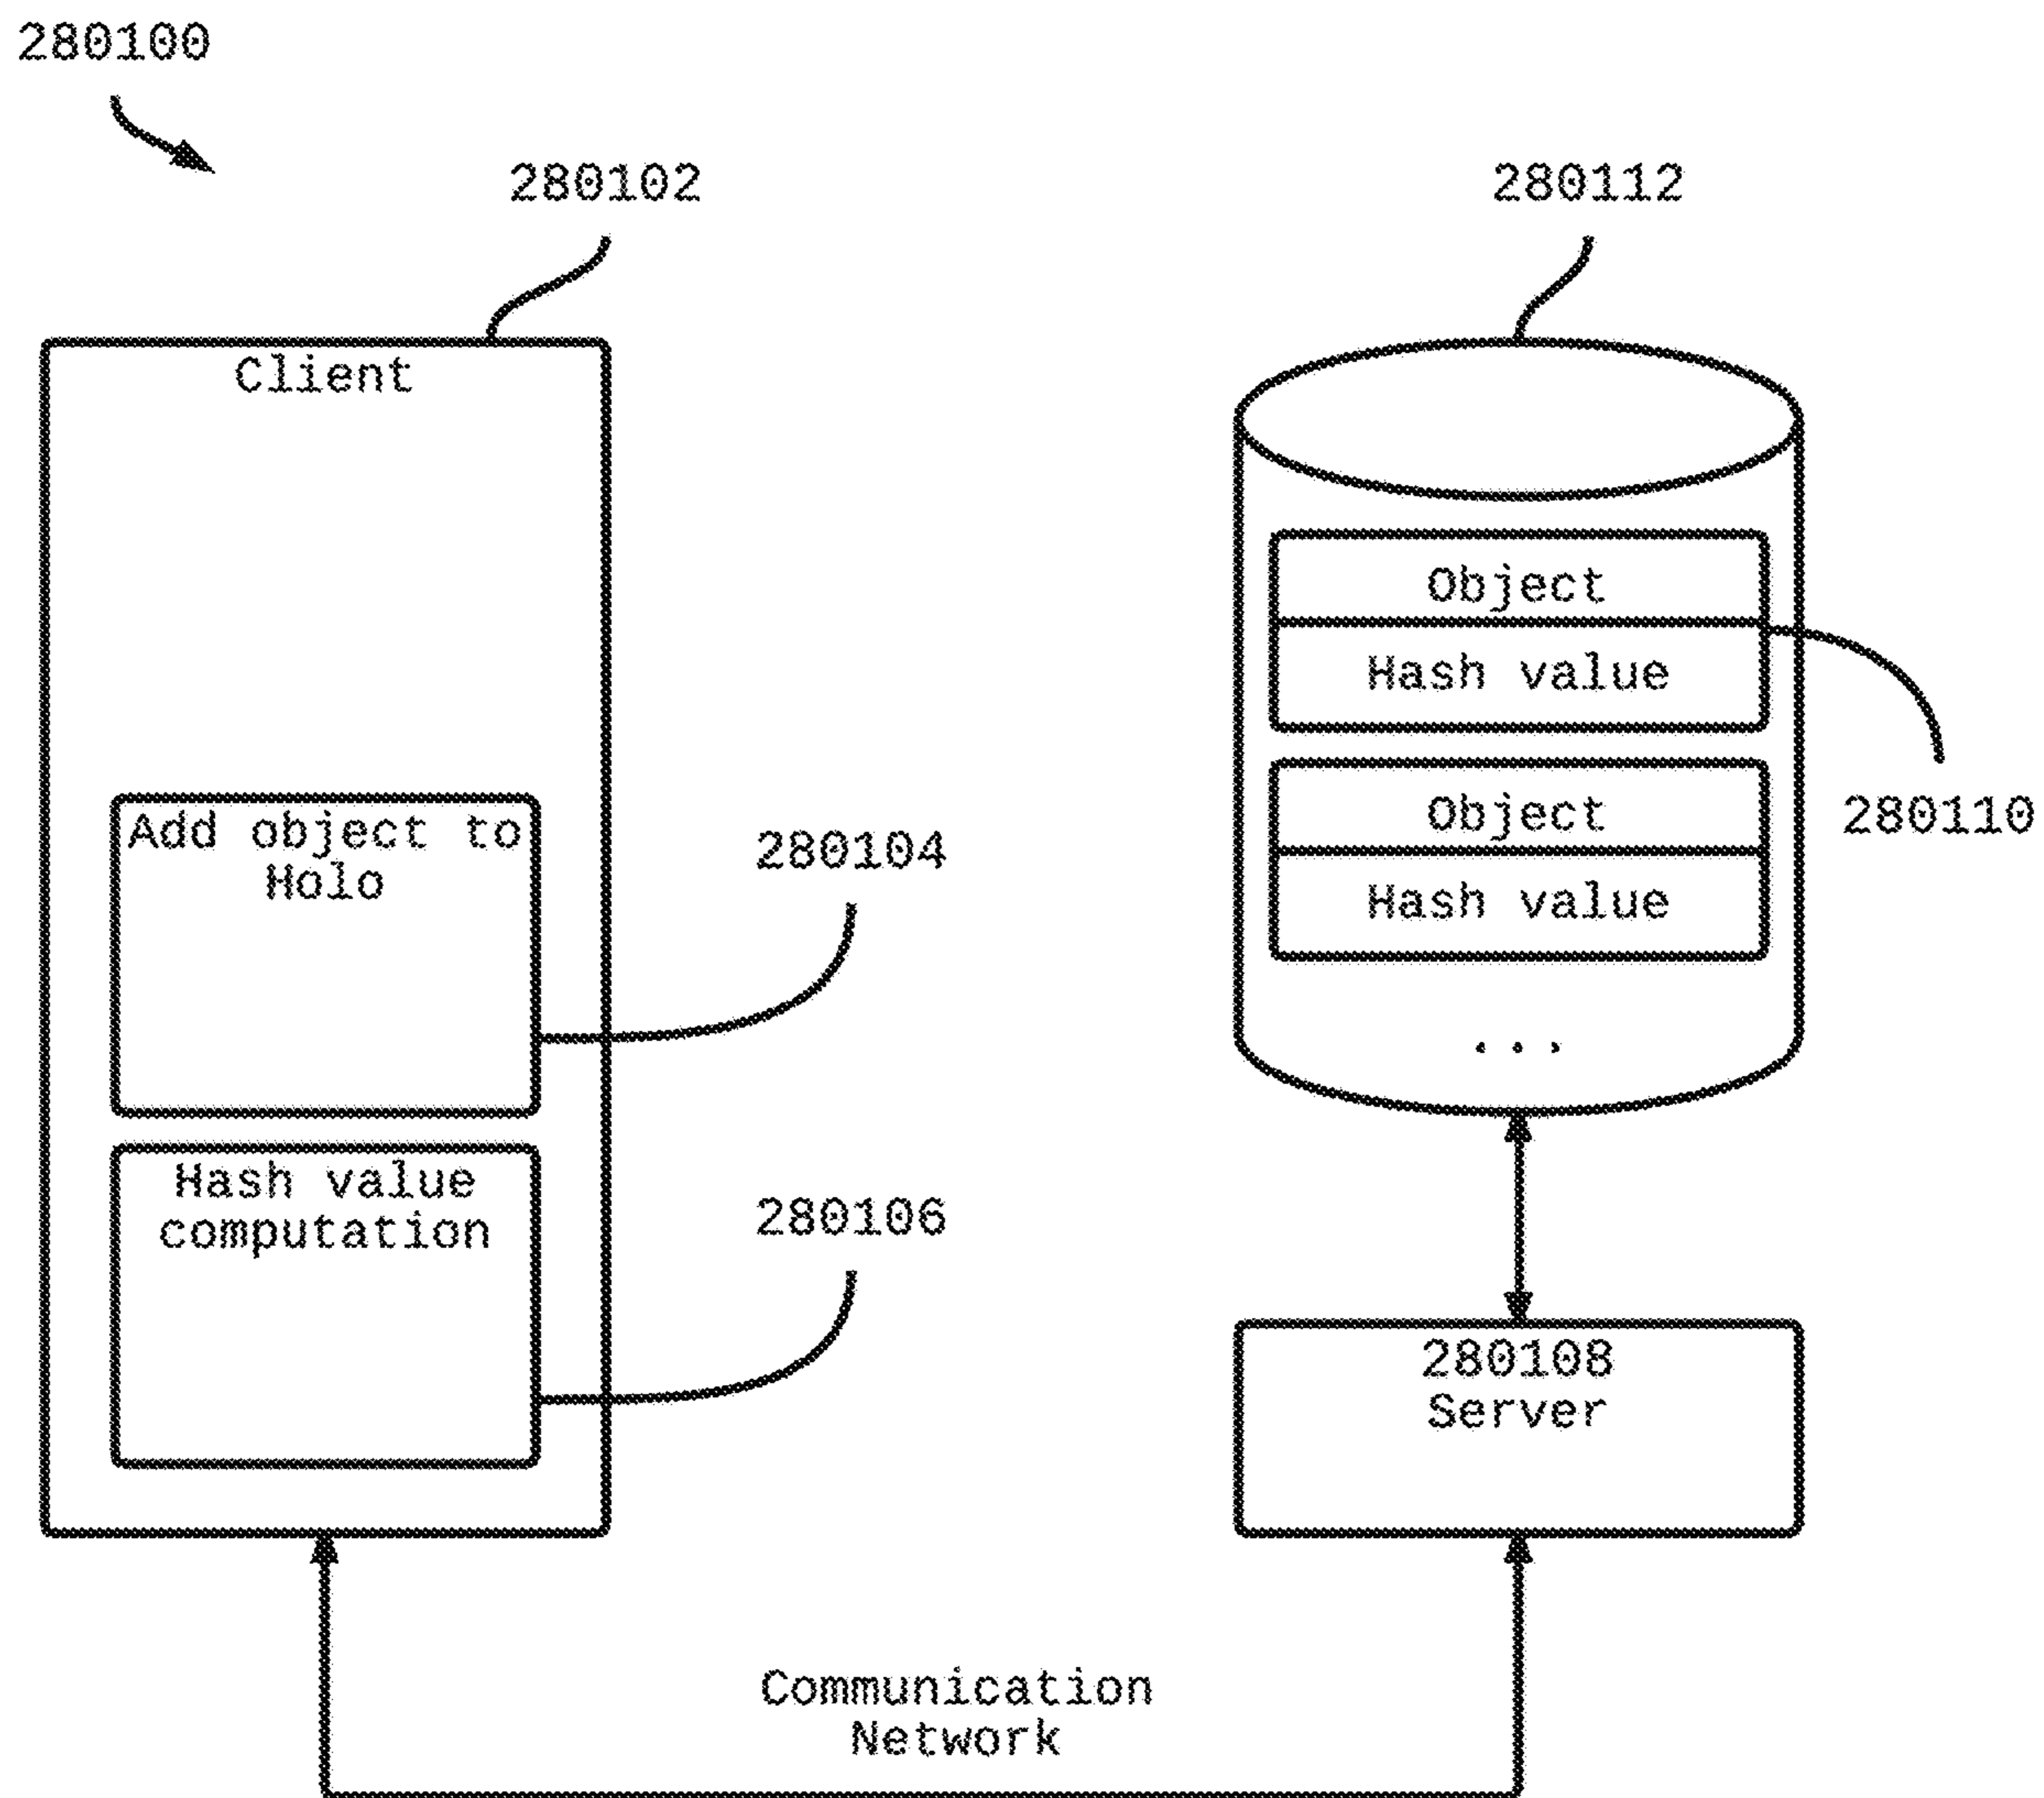 280100
280102
280112
Client
Object
Hash value
Object
Hash value
280110
Add object to
Holo
280104
...
Hash value
computation
280106
280108
Server
Communication
Network